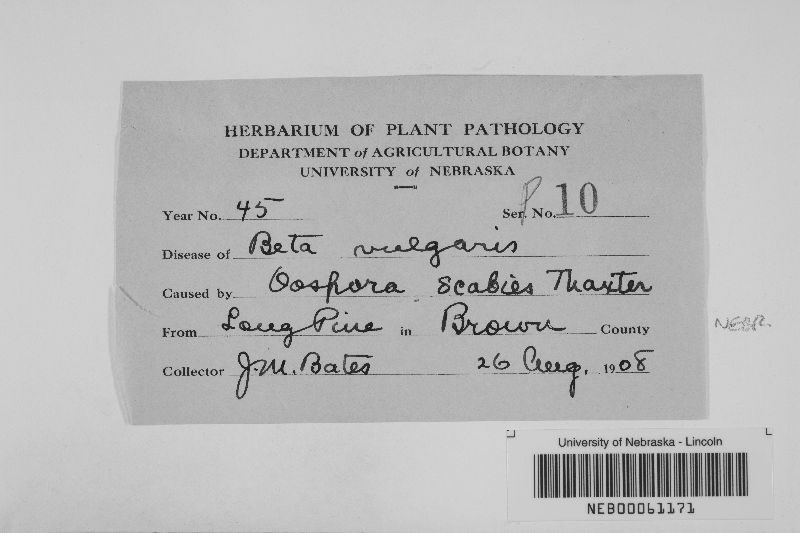 HERBARIUM OF PLANT PATHOLOGY
DEPARTMENT of AGRICULTURAL BOTANY
UNIVERSITY of NEBRASKA
Year No. 45 Ser. No. 10
Disease of Beta vulgaris
Caused by Oospora scabies Thaxter
From Long Pine in Brown County
NEBR.
Collector J.M. Bates 26 Aug, 1908
University of Nebraska - Lincoln
NEB00061171